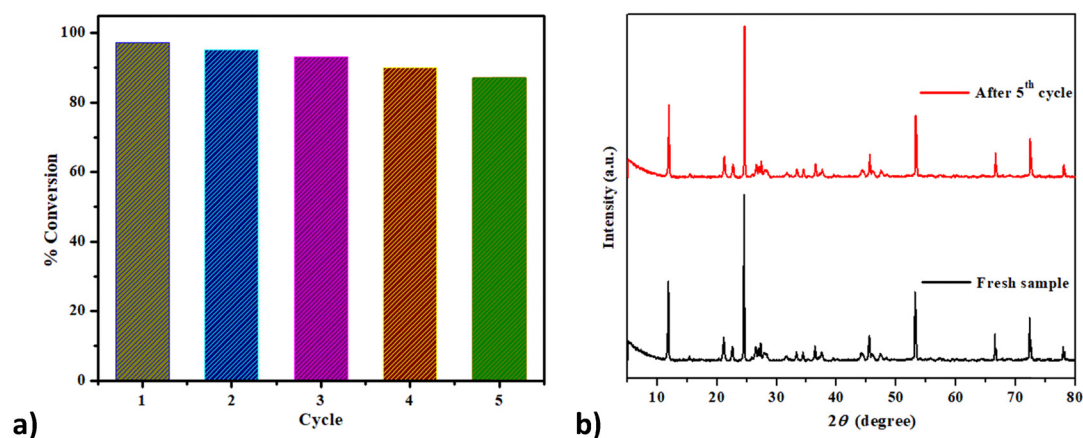 100
80
60
40
20
0
% Conversion
1 2 3 4 5
Cycle
a)
After 5th cycle
Fresh sample
Intensity (a.u.)
10 20 30 40 50 60 70 80
2θ (degree)
b)